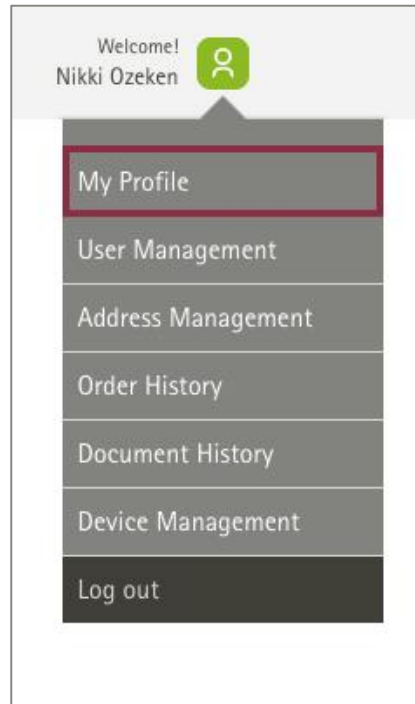 Welcome!
Nikki Ozeken
My Profile
User Management
Address Management
Order History
Document History
Device Management
Log out